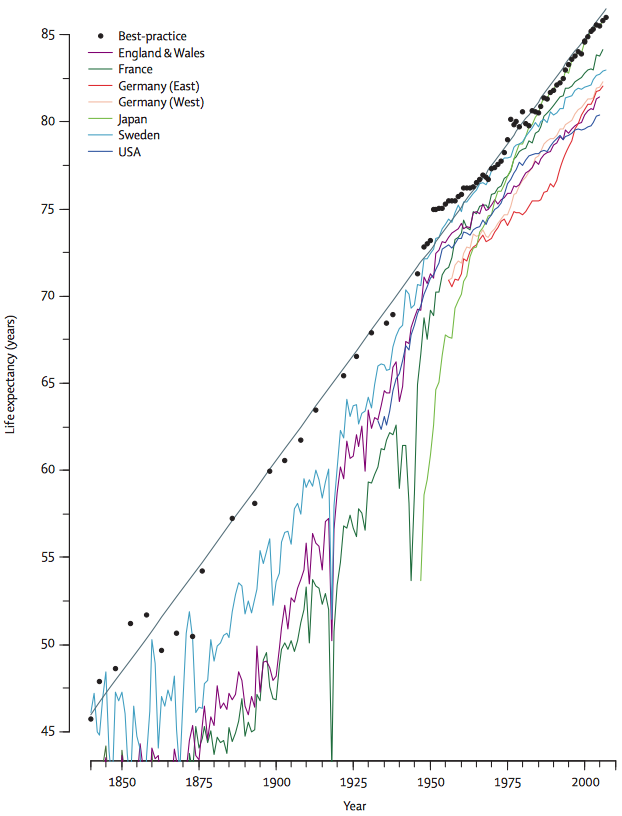 85
80
75
70
65
60
55
50
45
Life expectancy (years)
Best-practice
England & Wales
France
Germany (East)
Germany (West)
Japan
Sweden
USA
1850 1875 1900 1925 1950 1975 2000
Year